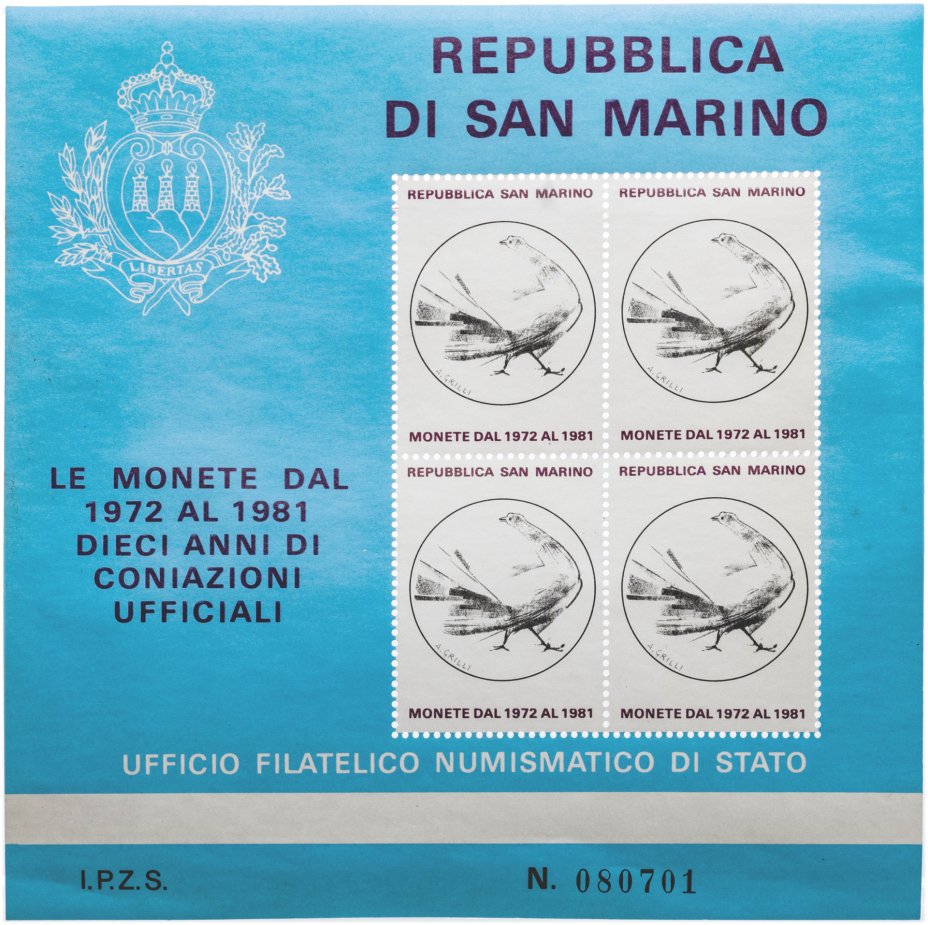 REPUBBLICA
DI SAN MARINO
LIBERTAS
REPUBBLICA SAN MARINO
A. GRILLI
MONETE DAL 1972 AL 1981
REPUBBLICA SAN MARINO
A. GRILLI
MONETE DAL 1972 AL 1981
REPUBBLICA SAN MARINO
A. GRILLI
MONETE DAL 1972 AL 1981
REPUBBLICA SAN MARINO
A. GRILLI
MONETE DAL 1972 AL 1981
LE MONETE DAL
1972 AL 1981
DIECI ANNI DI
CONIAZIONI
UFFICIALI
UFFICIO FILATELICO NUMISMATICO DI STATO
I.P.Z.S.
N. 080701